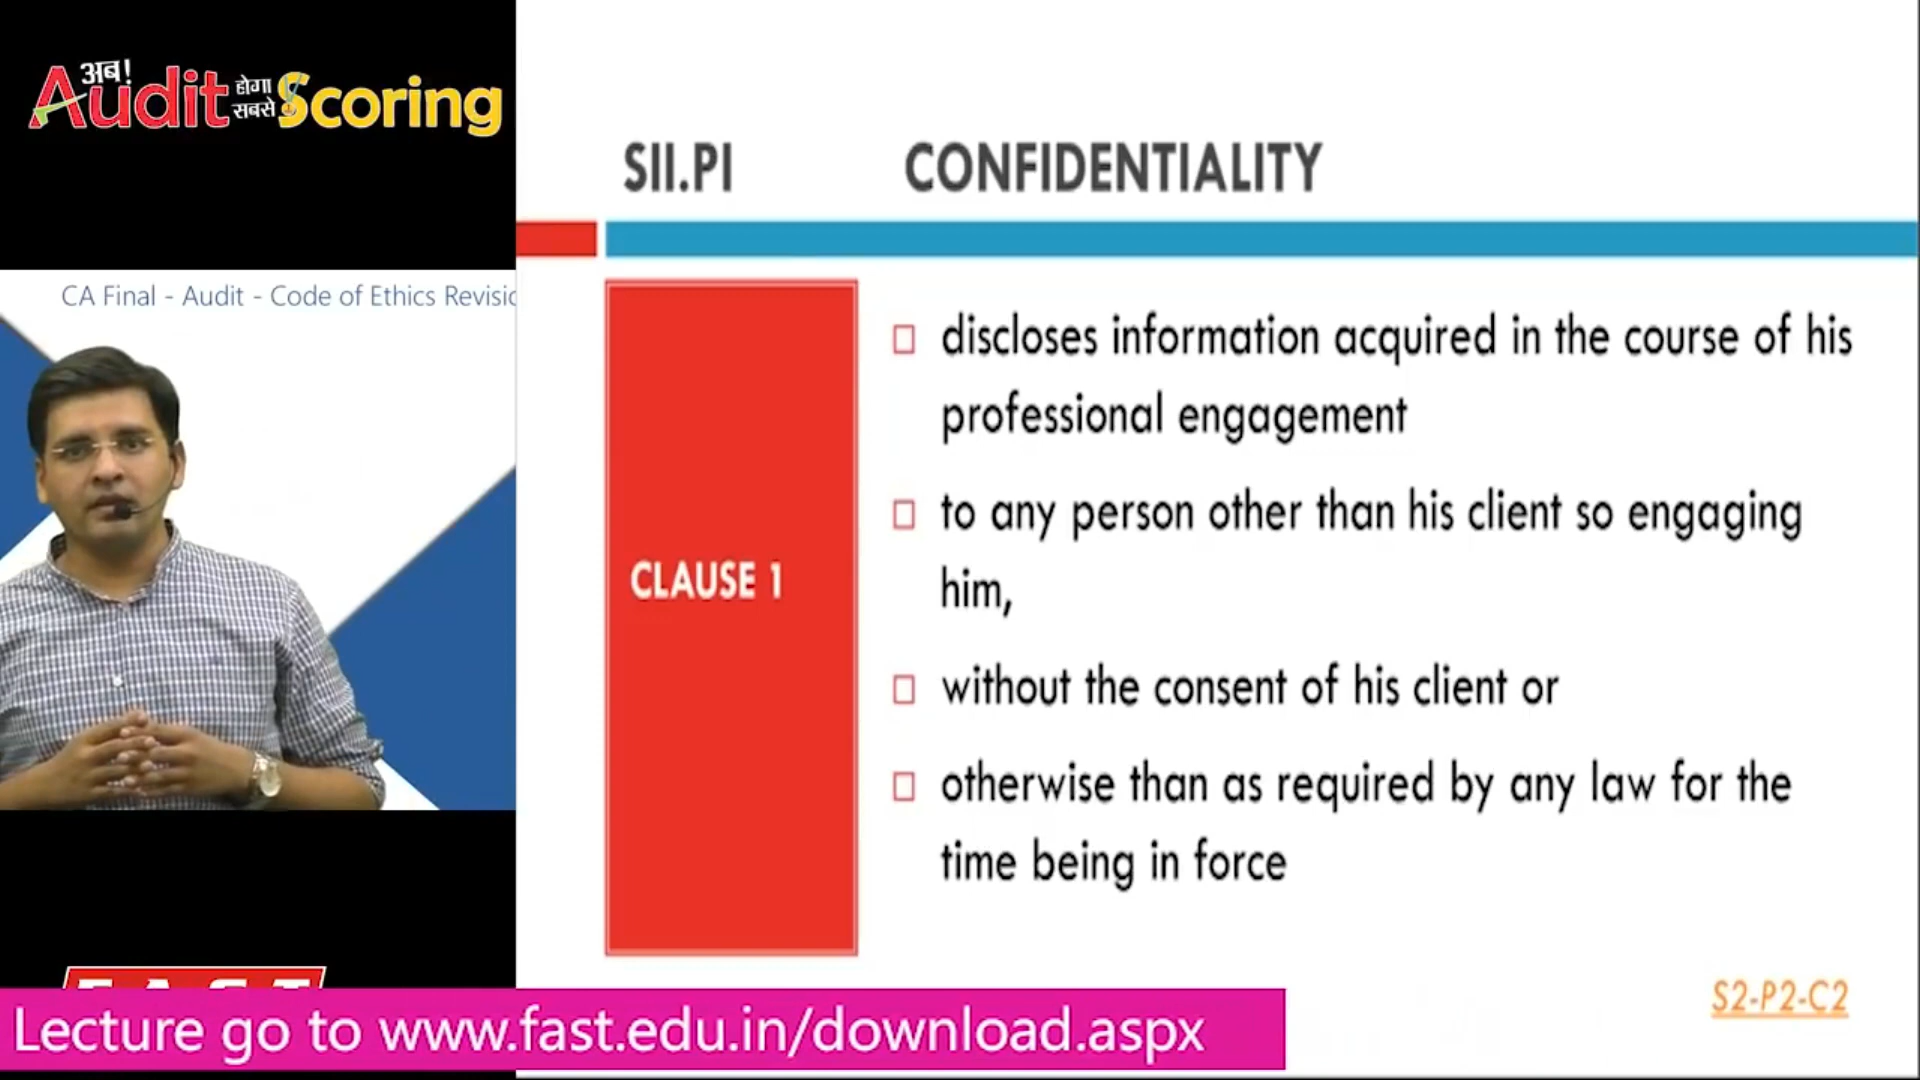 अब!
Audit होगा सबसे Scoring
CA Final - Audit - Code of Ethics Revisio
SII.PI CONFIDENTIALITY
CLAUSE 1
discloses information acquired in the course of his
professional engagement
to any person other than his client so engaging
him,
without the consent of his client or
otherwise than as required by any law for the
time being in force
S2-P2-C2
FAST
Lecture go to www.fast.edu.in/download.aspx